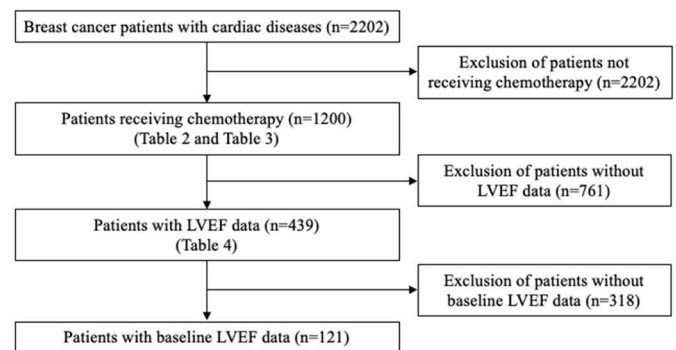 Breast cancer patients with cardiac diseases (n=2202)
Exclusion of patients not
receiving chemotherapy (n=2202)
Patients receiving chemotherapy (n=1200)
(Table 2 and Table 3)
Exclusion of patients without
LVEF data (n=761)
Patients with LVEF data (n=439)
(Table 4)
Exclusion of patients without
baseline LVEF data (n=318)
Patients with baseline LVEF data (n=121)